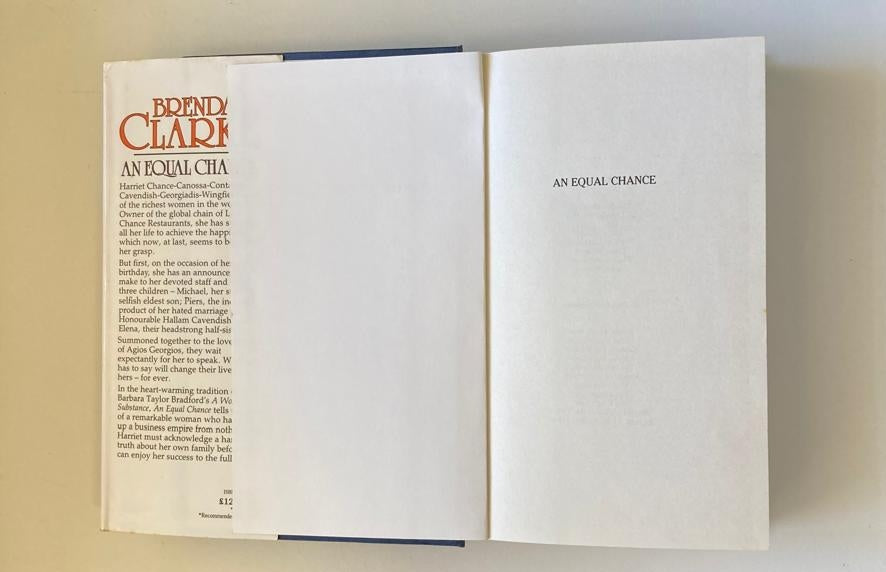 BRENDA
CLARK
AN EQUAL CHA
Harriet Chance-Canossa-Cont
Cavendish-Georgiadis-Wingfie
of the richest women in the wo
Owner of the global chain of L
Chance Restaurants, she has s
all her life to achieve the happ
which now, at last, seems to b
her grasp.
But first, on the occasion of he
birthday, she has an announce
make to her devoted staff and
three children – Michael, her s
selfish eldest son; Piers, the in
product of her hated marriage
Honourable Hallam Cavendish
Elena, their headstrong half-sis
Summoned together to the love
of Agios Georgios, they wait
expectantly for her to speak. W
has to say will change their live
hers – for ever.
In the heart-warming tradition
Barbara Taylor Bradford's A Wo
Substance, An Equal Chance tells
of a remarkable woman who ha
up a business empire from noth
Harriet must acknowledge a ha
truth about her own family befo
can enjoy her success to the full
ISB
£12
*Recommende
AN EQUAL CHANCE